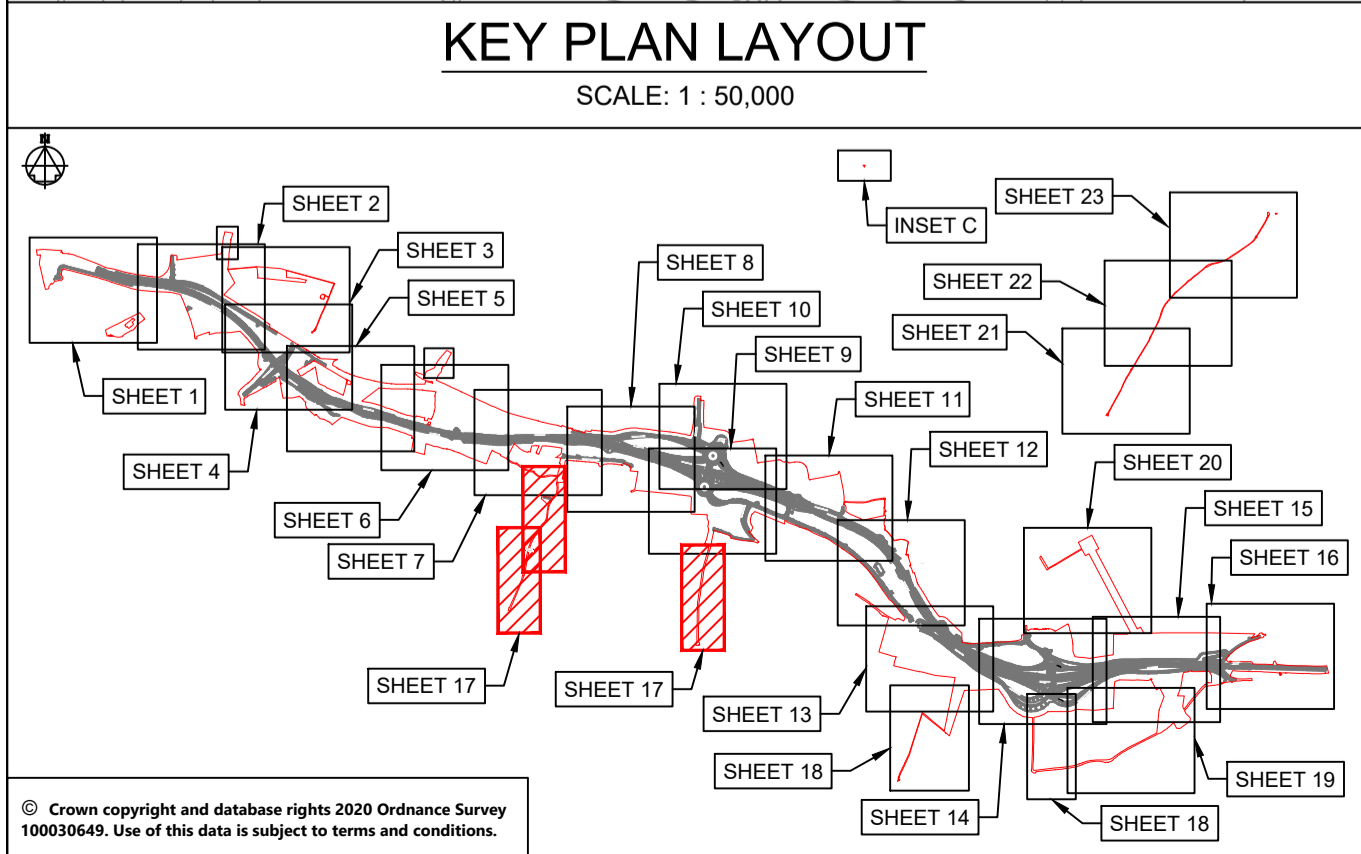 KEY PLAN LAYOUT
SCALE: 1 : 50,000
N
INSET C
SHEET 23
SHEET 2
SHEET 3
SHEET 8
SHEET 22
SHEET 5
SHEET 10
SHEET 21
SHEET 9
SHEET 1
SHEET 11
SHEET 12
SHEET 4
SHEET 20
SHEET 6
SHEET 15
SHEET 7
SHEET 16
SHEET 17
SHEET 17
SHEET 13
SHEET 18
SHEET 19
SHEET 14
SHEET 18
© Crown copyright and database rights 2020 Ordnance Survey
100030649. Use of this data is subject to terms and conditions.